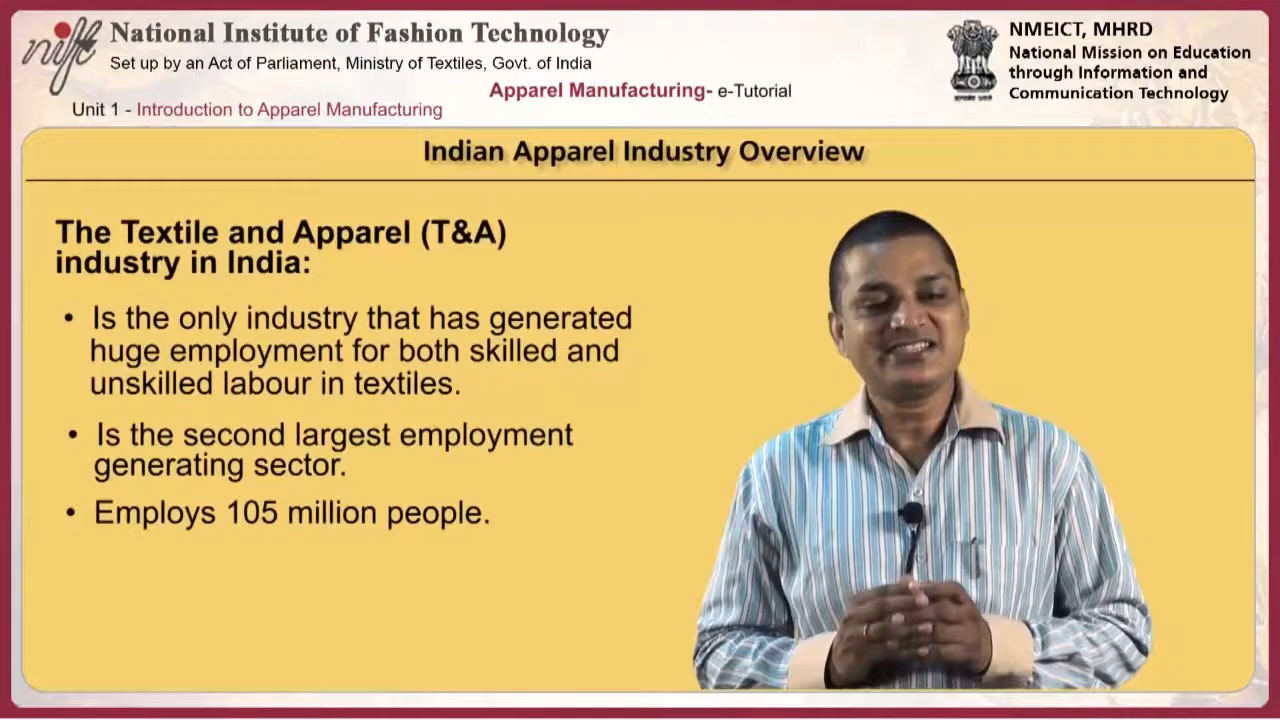 nift
National Institute of Fashion Technology
Set up by an Act of Parliament, Ministry of Textiles, Govt. of India
NMEICT, MHRD
National Mission on Education
through Information and
Communication Technology
Apparel Manufacturing- e-Tutorial
Unit 1 - Introduction to Apparel Manufacturing
Indian Apparel Industry Overview
The Textile and Apparel (T&A)
industry in India:
• Is the only industry that has generated
huge employment for both skilled and
unskilled labour in textiles.
• Is the second largest employment
generating sector.
• Employs 105 million people.